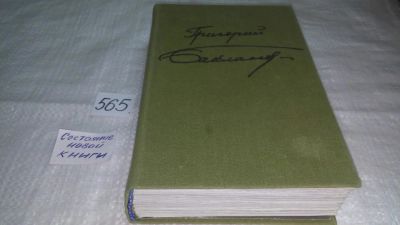 Григорий
Бакланов
565
Состояние
новой
книги